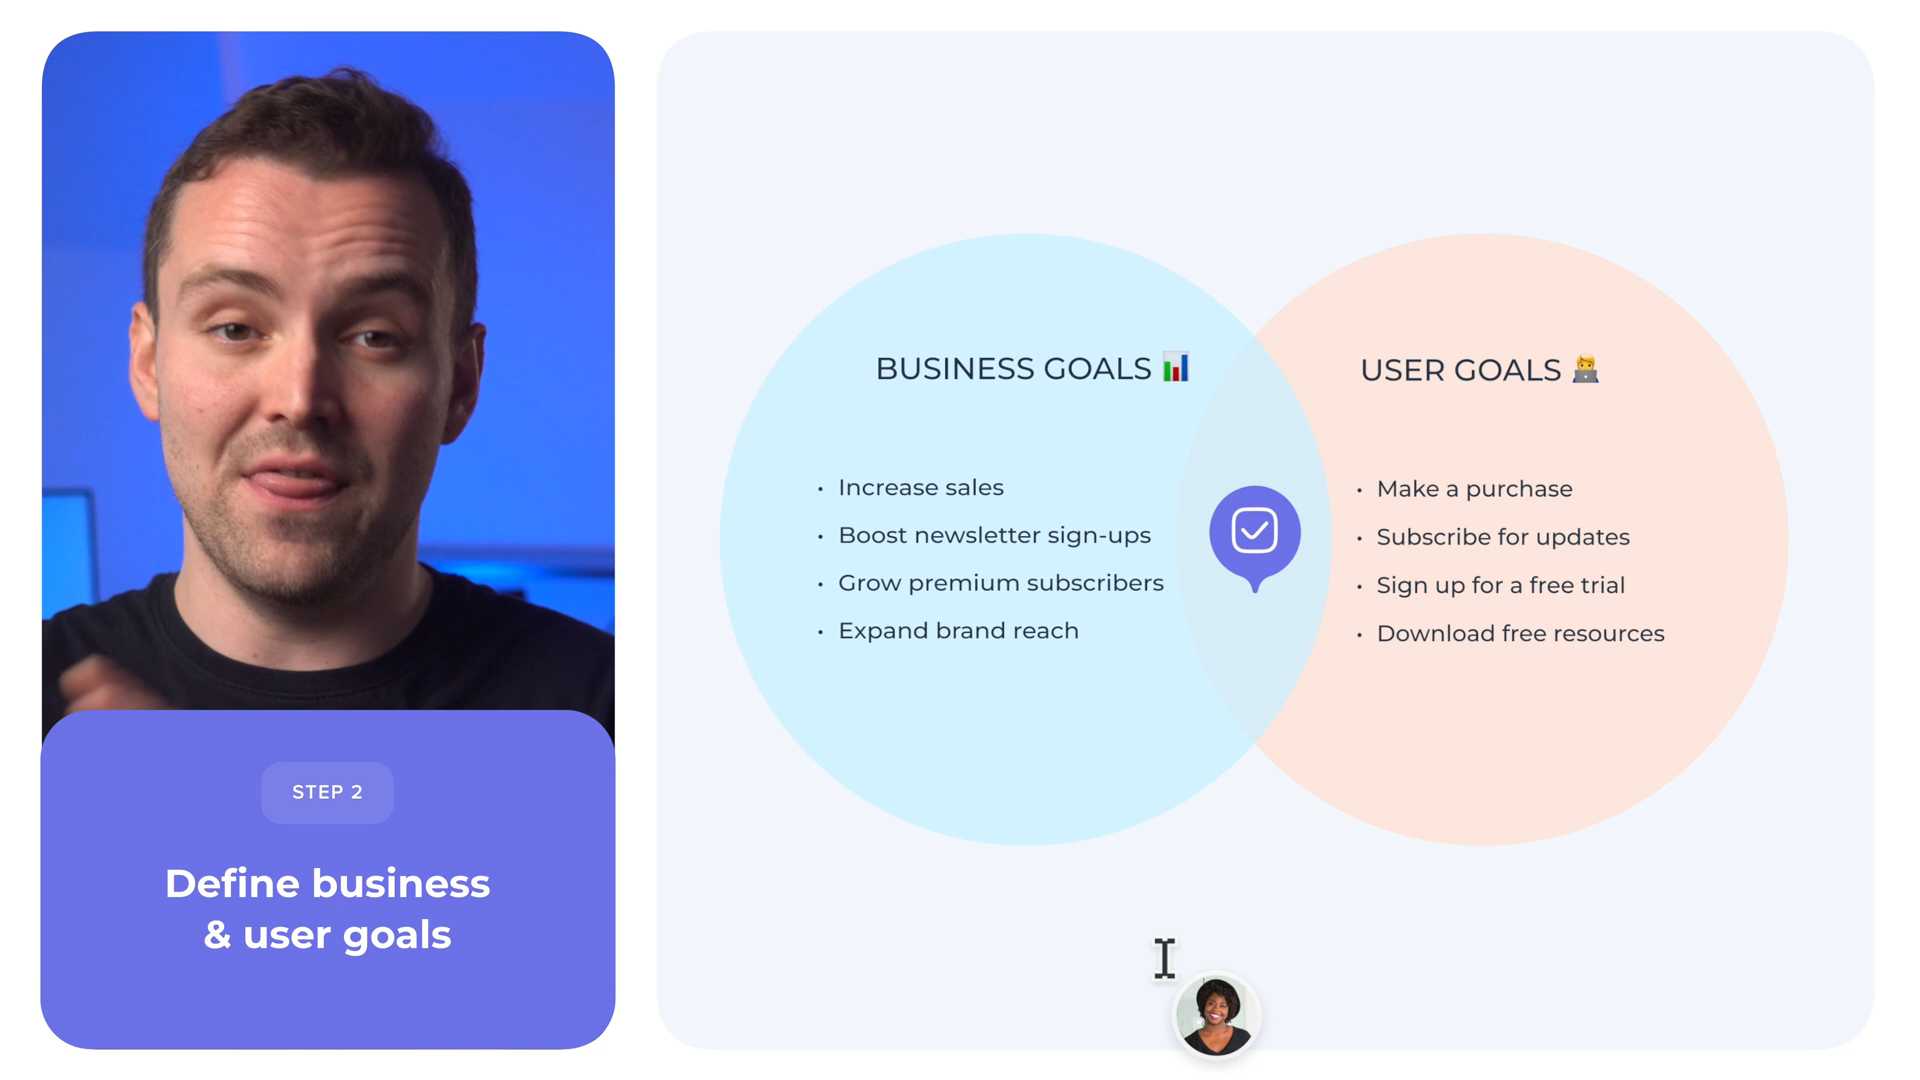 STEP 2
Define business
& user goals
BUSINESS GOALS
Increase sales
Boost newsletter sign-ups
Grow premium subscribers
Expand brand reach
USER GOALS
Make a purchase
Subscribe for updates
Sign up for a free trial
Download free resources